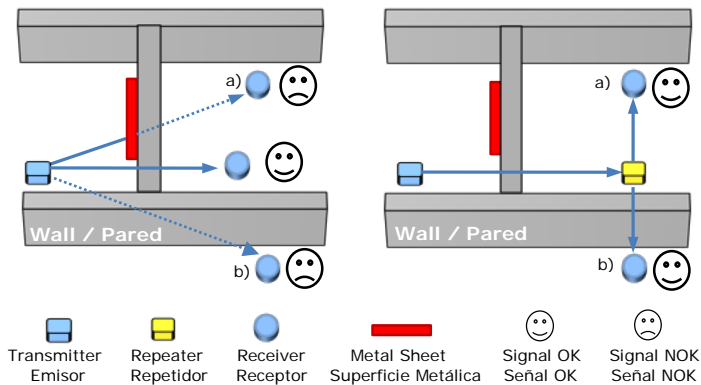 a)
b)
Wall / Pared
a)
b)
Wall / Pared
Transmitter
Emisor
Repeater
Repetidor
Receiver
Receptor
Metal Sheet
Superficie Metálica
Signal OK
Señal OK
Signal NOK
Señal NOK